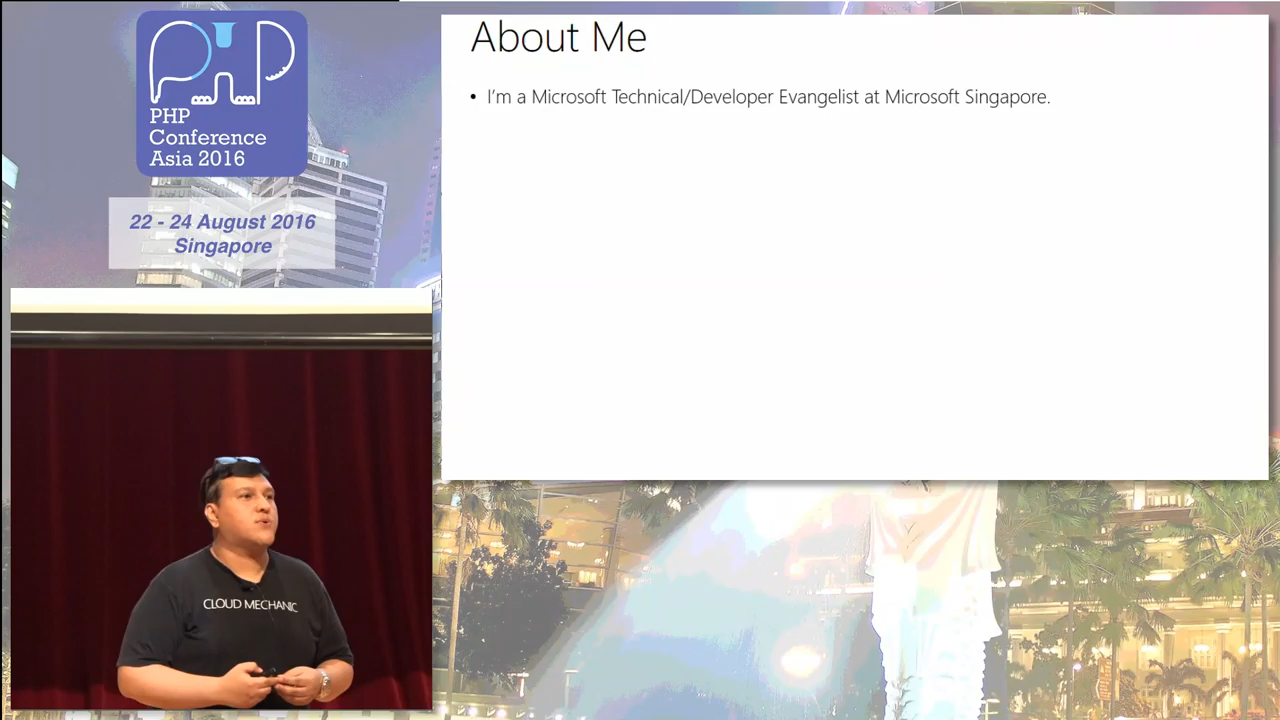 PHP
PHP
Conference
Asia 2016
22 - 24 August 2016
Singapore
About Me
• I'm a Microsoft Technical/Developer Evangelist at Microsoft Singapore.
CLOUD MECHANIC